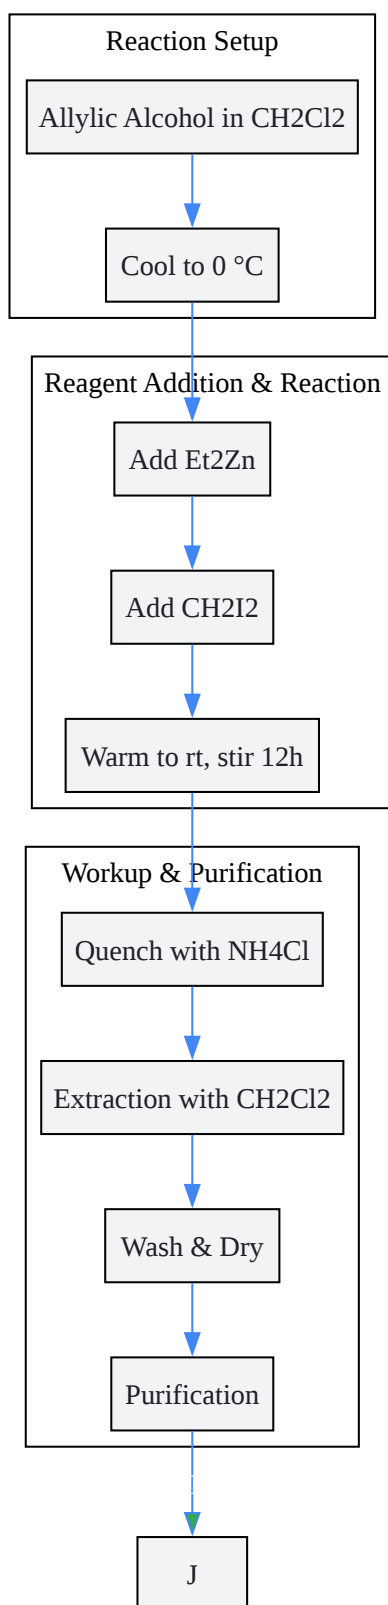 Reaction Setup
Allylic Alcohol in CH2Cl2
Cool to 0 °C
Reagent Addition & Reaction
Add Et2Zn
Add CH2I2
Warm to rt, stir 12h
Workup & Purification
Quench with NH4Cl
Extraction with CH2Cl2
Wash & Dry
Purification
J